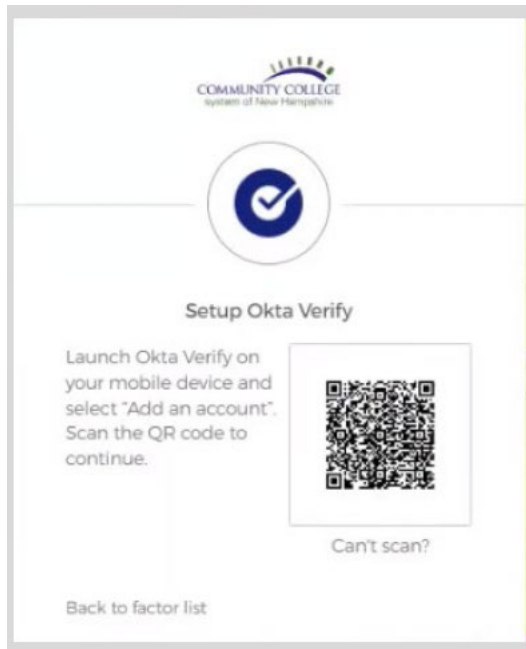 COMMUNITY COLLEGE
system of New Hampshire
Setup Okta Verify
Launch Okta Verify on
your mobile device and
select "Add an account".
Scan the QR code to
continue.
Can't scan?
Back to factor list